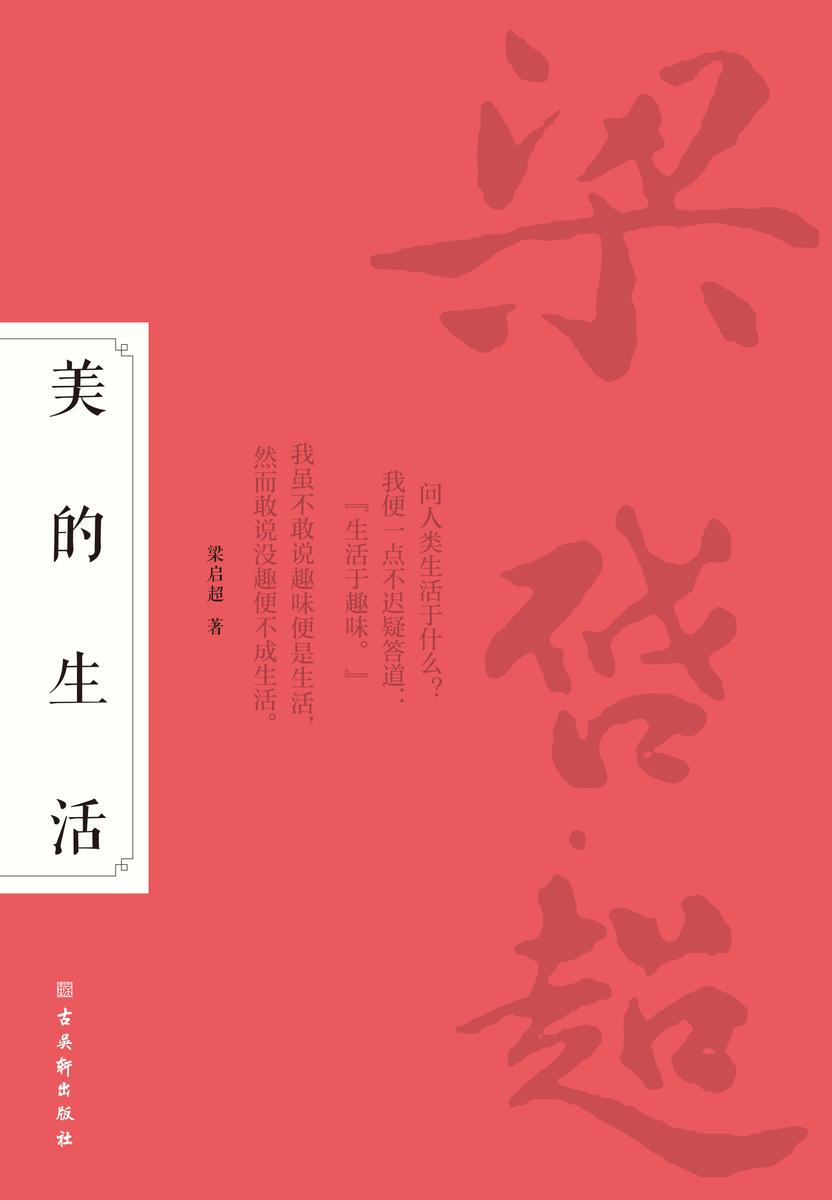 梁启超
问人类生活于什么？
我便一点不迟疑答道：
『生活于趣味。』
我虽不敢说趣味便是生活，
然而敢说没趣便不成生活。
梁启超 著
美的生活
古吴轩出版社